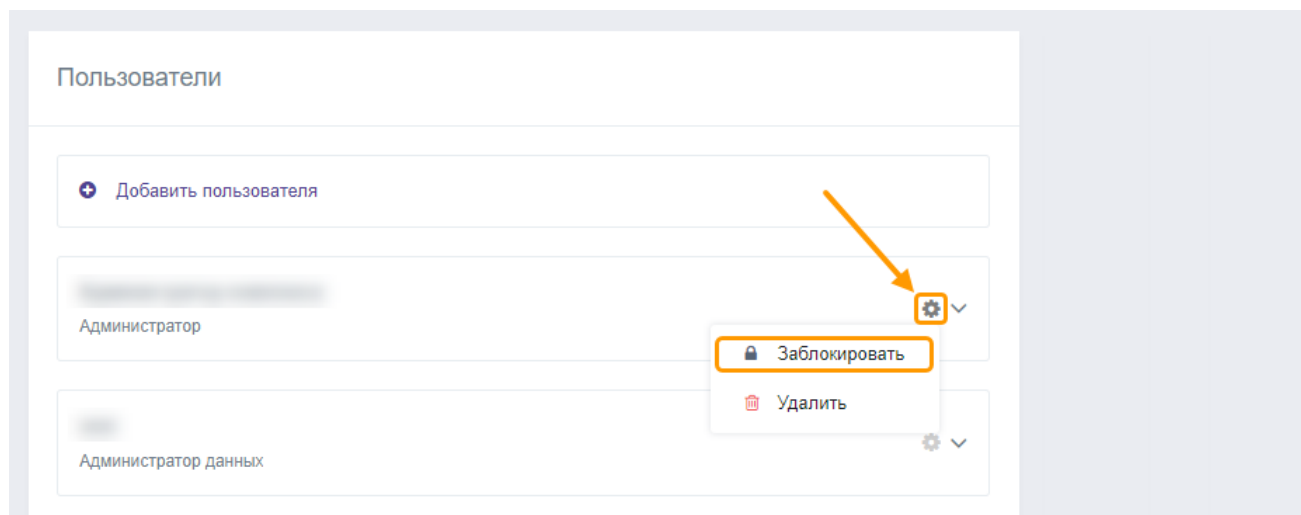 Пользователи
Добавить пользователя
Администратор
Заблокировать
Удалить
Администратор данных